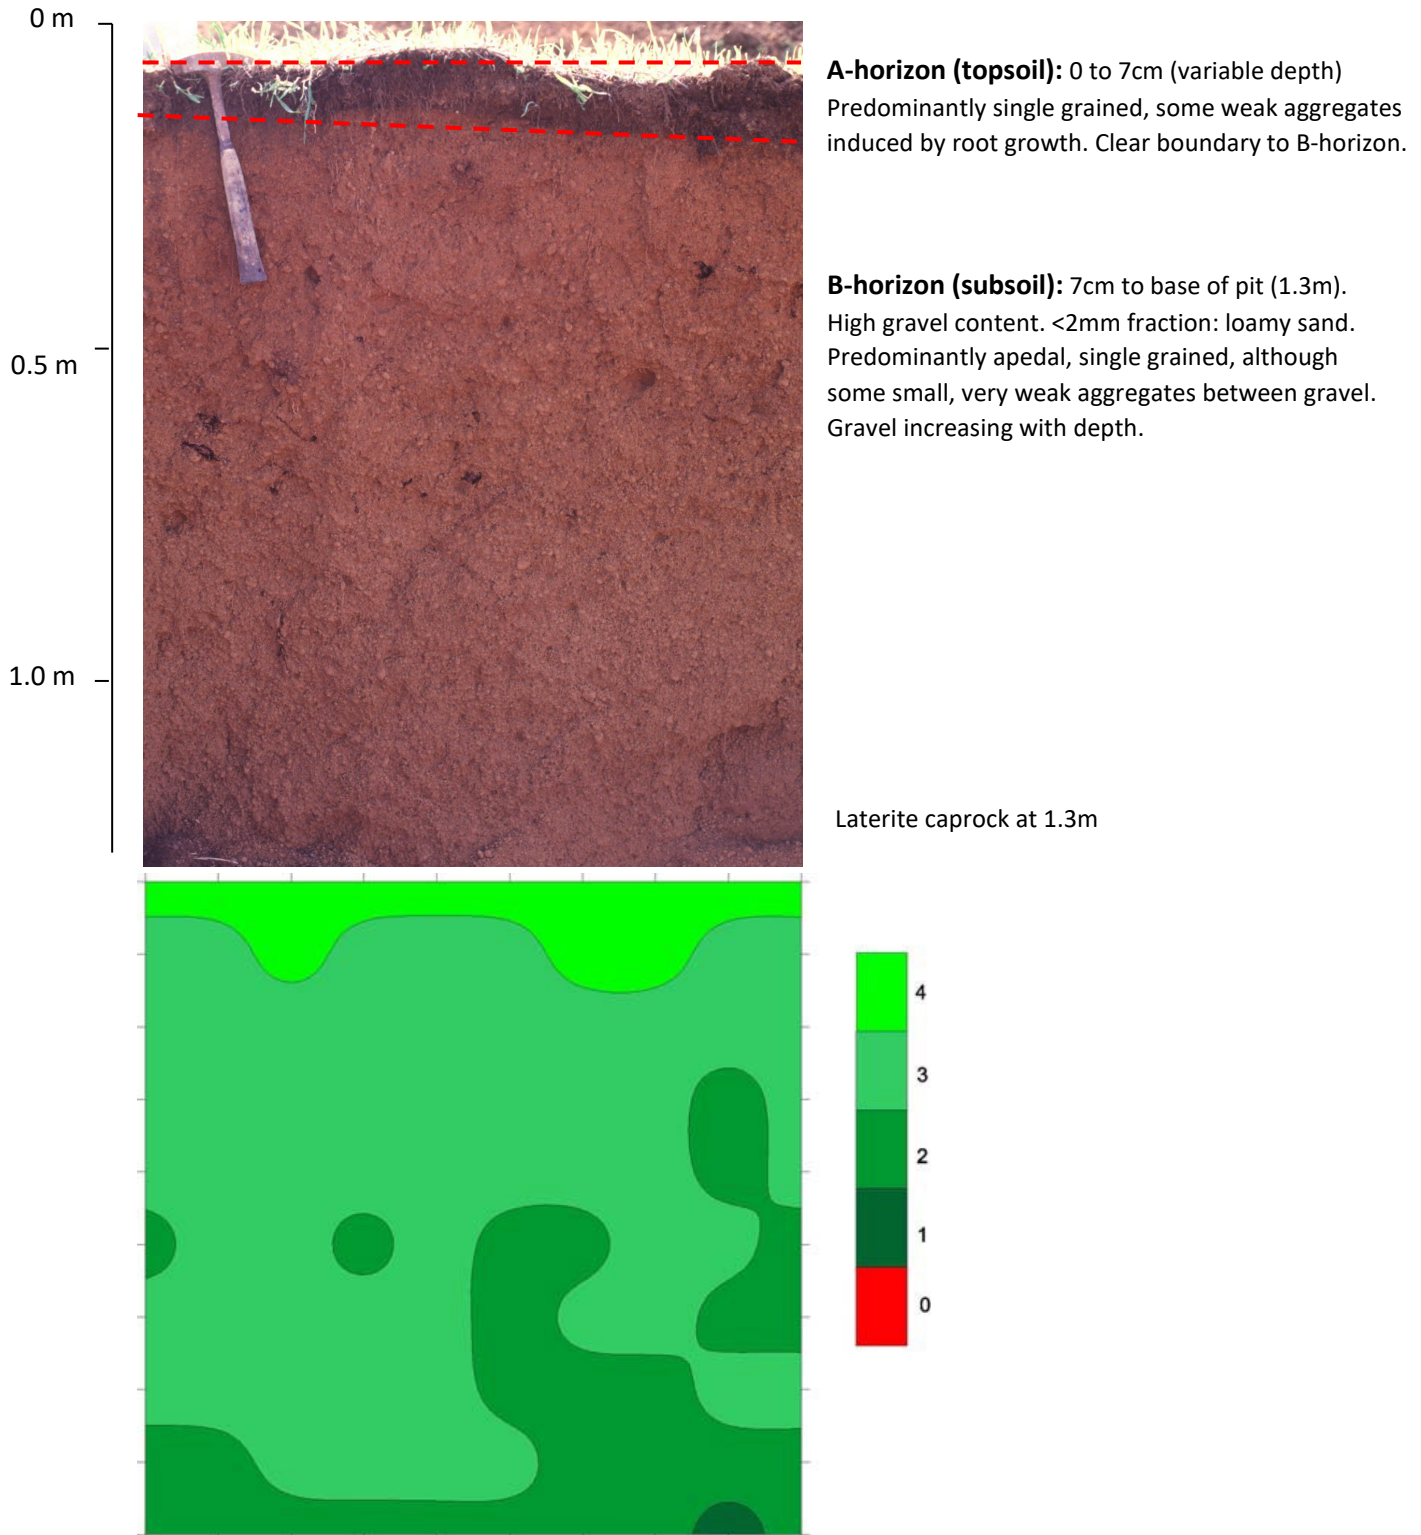 0 m
A-horizon (topsoil): 0 to 7cm (variable depth)
Predominantly single grained, some weak aggregates
induced by root growth. Clear boundary to B-horizon.
B-horizon (subsoil): 7cm to base of pit (1.3m).
High gravel content. <2mm fraction: loamy sand.
0.5 m
Predominantly apedal, single grained, although
some small, very weak aggregates between gravel.
Gravel increasing with depth.
1.0 m
Laterite caprock at 1.3m
4
3
2
1
0